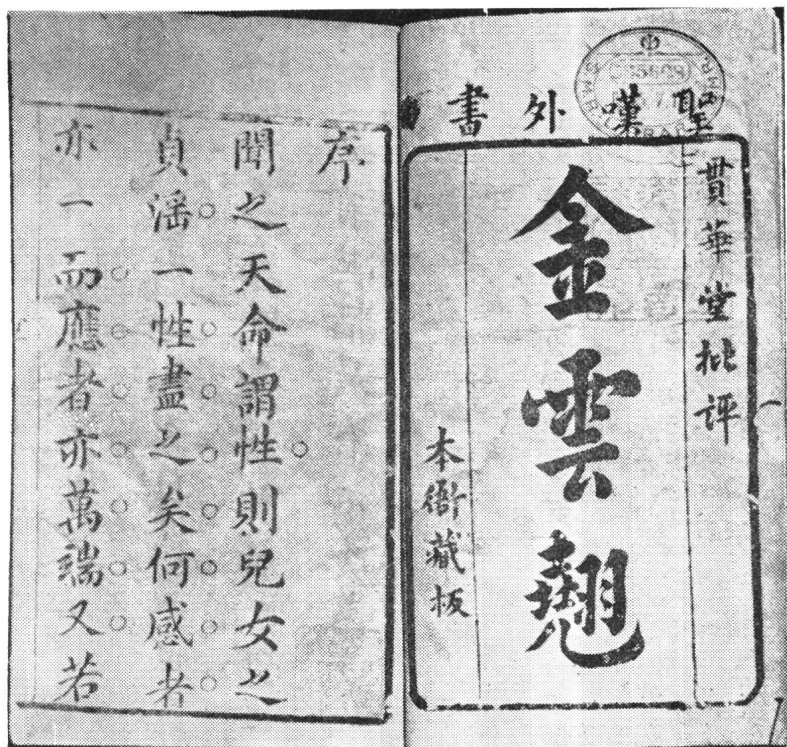 聖嘆外書
貫華堂批评
金雲翹
本衙藏板
序
聞之天命謂性則兒女之
貞滛一性盡之矣何感者
亦一而應者亦萬端又若